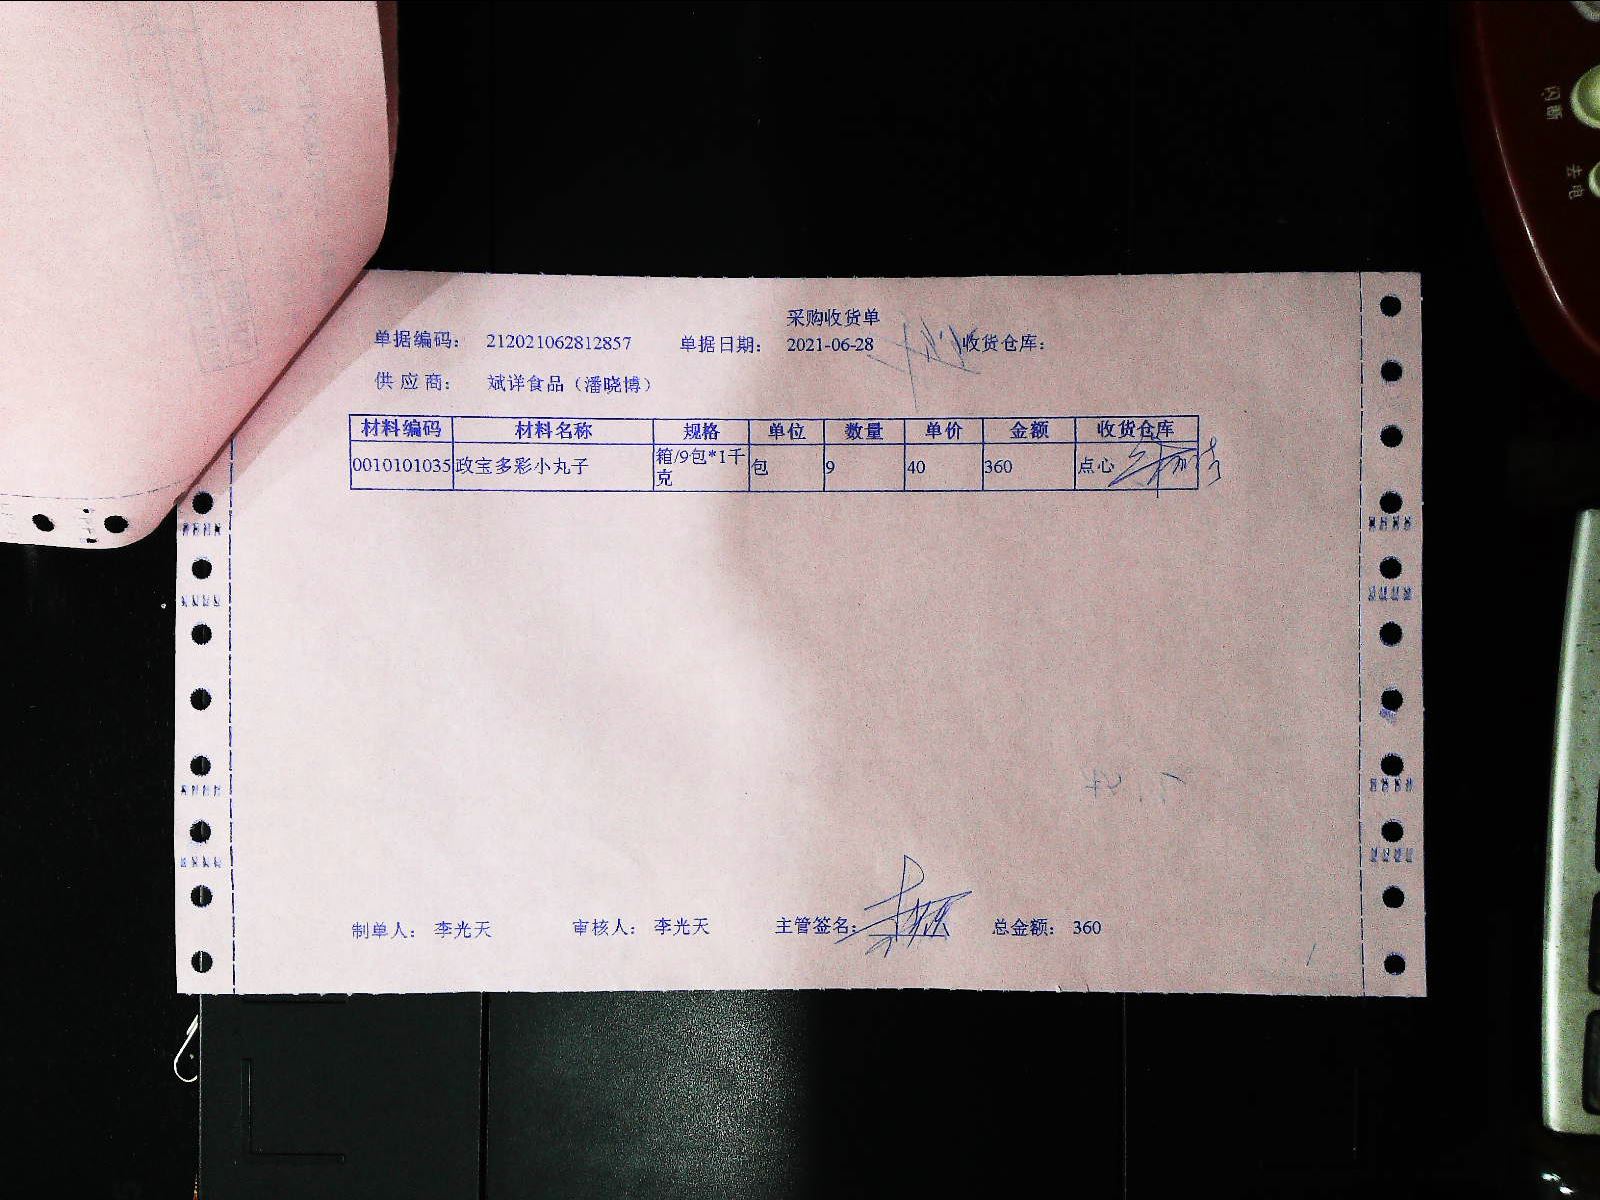 采购收货单
单据编码： 212021062812857 单据日期： 2021-06-28 收货仓库：
供应商： 斌详食品（潘晓博）
材料编码 材料名称 规格 单位 数量 单价 金额 收货仓库
0010101035 政宝多彩小丸子 箱/9包*1千克 包 9 40 360 点心
制单人： 李光天 审核人： 李光天 主管签名： 总金额： 360
闪断
去电